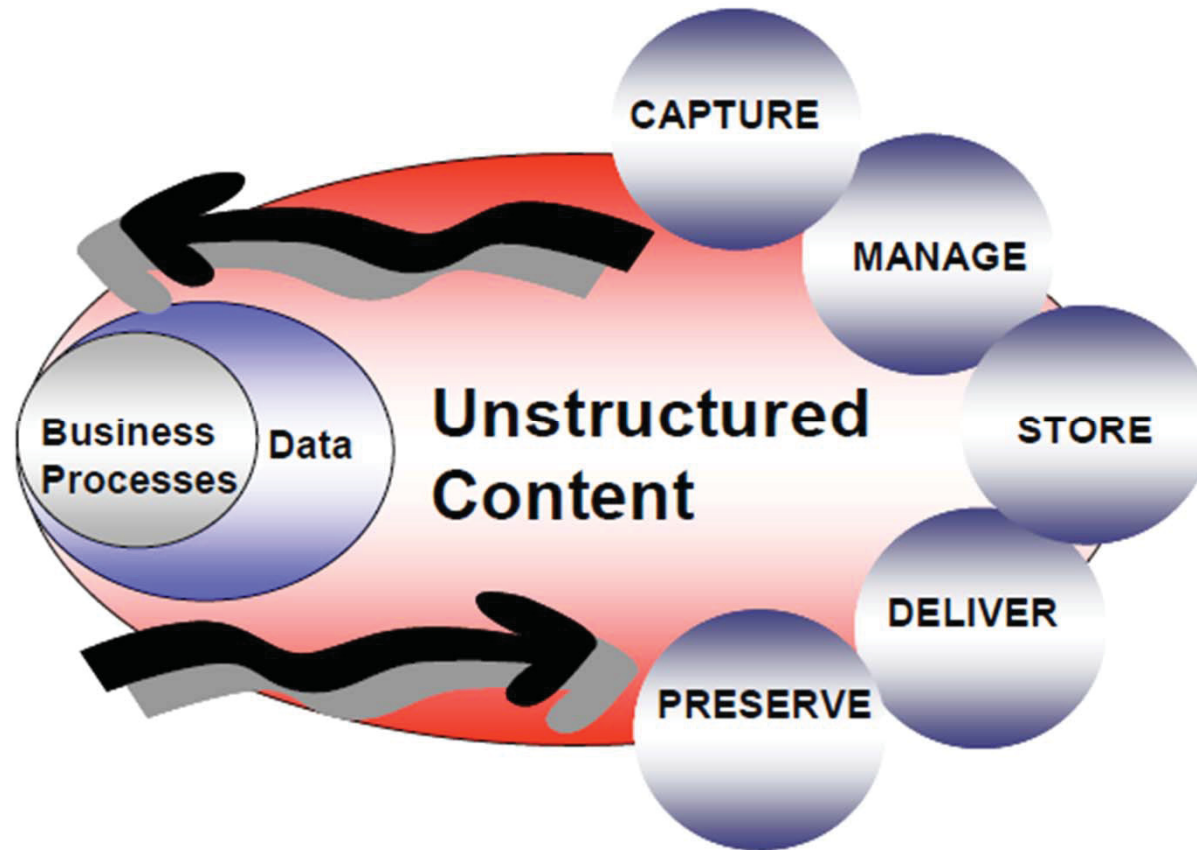 CAPTURE
MANAGE
STORE
DELIVER
PRESERVE
Unstructured
Content
Business
Processes
Data